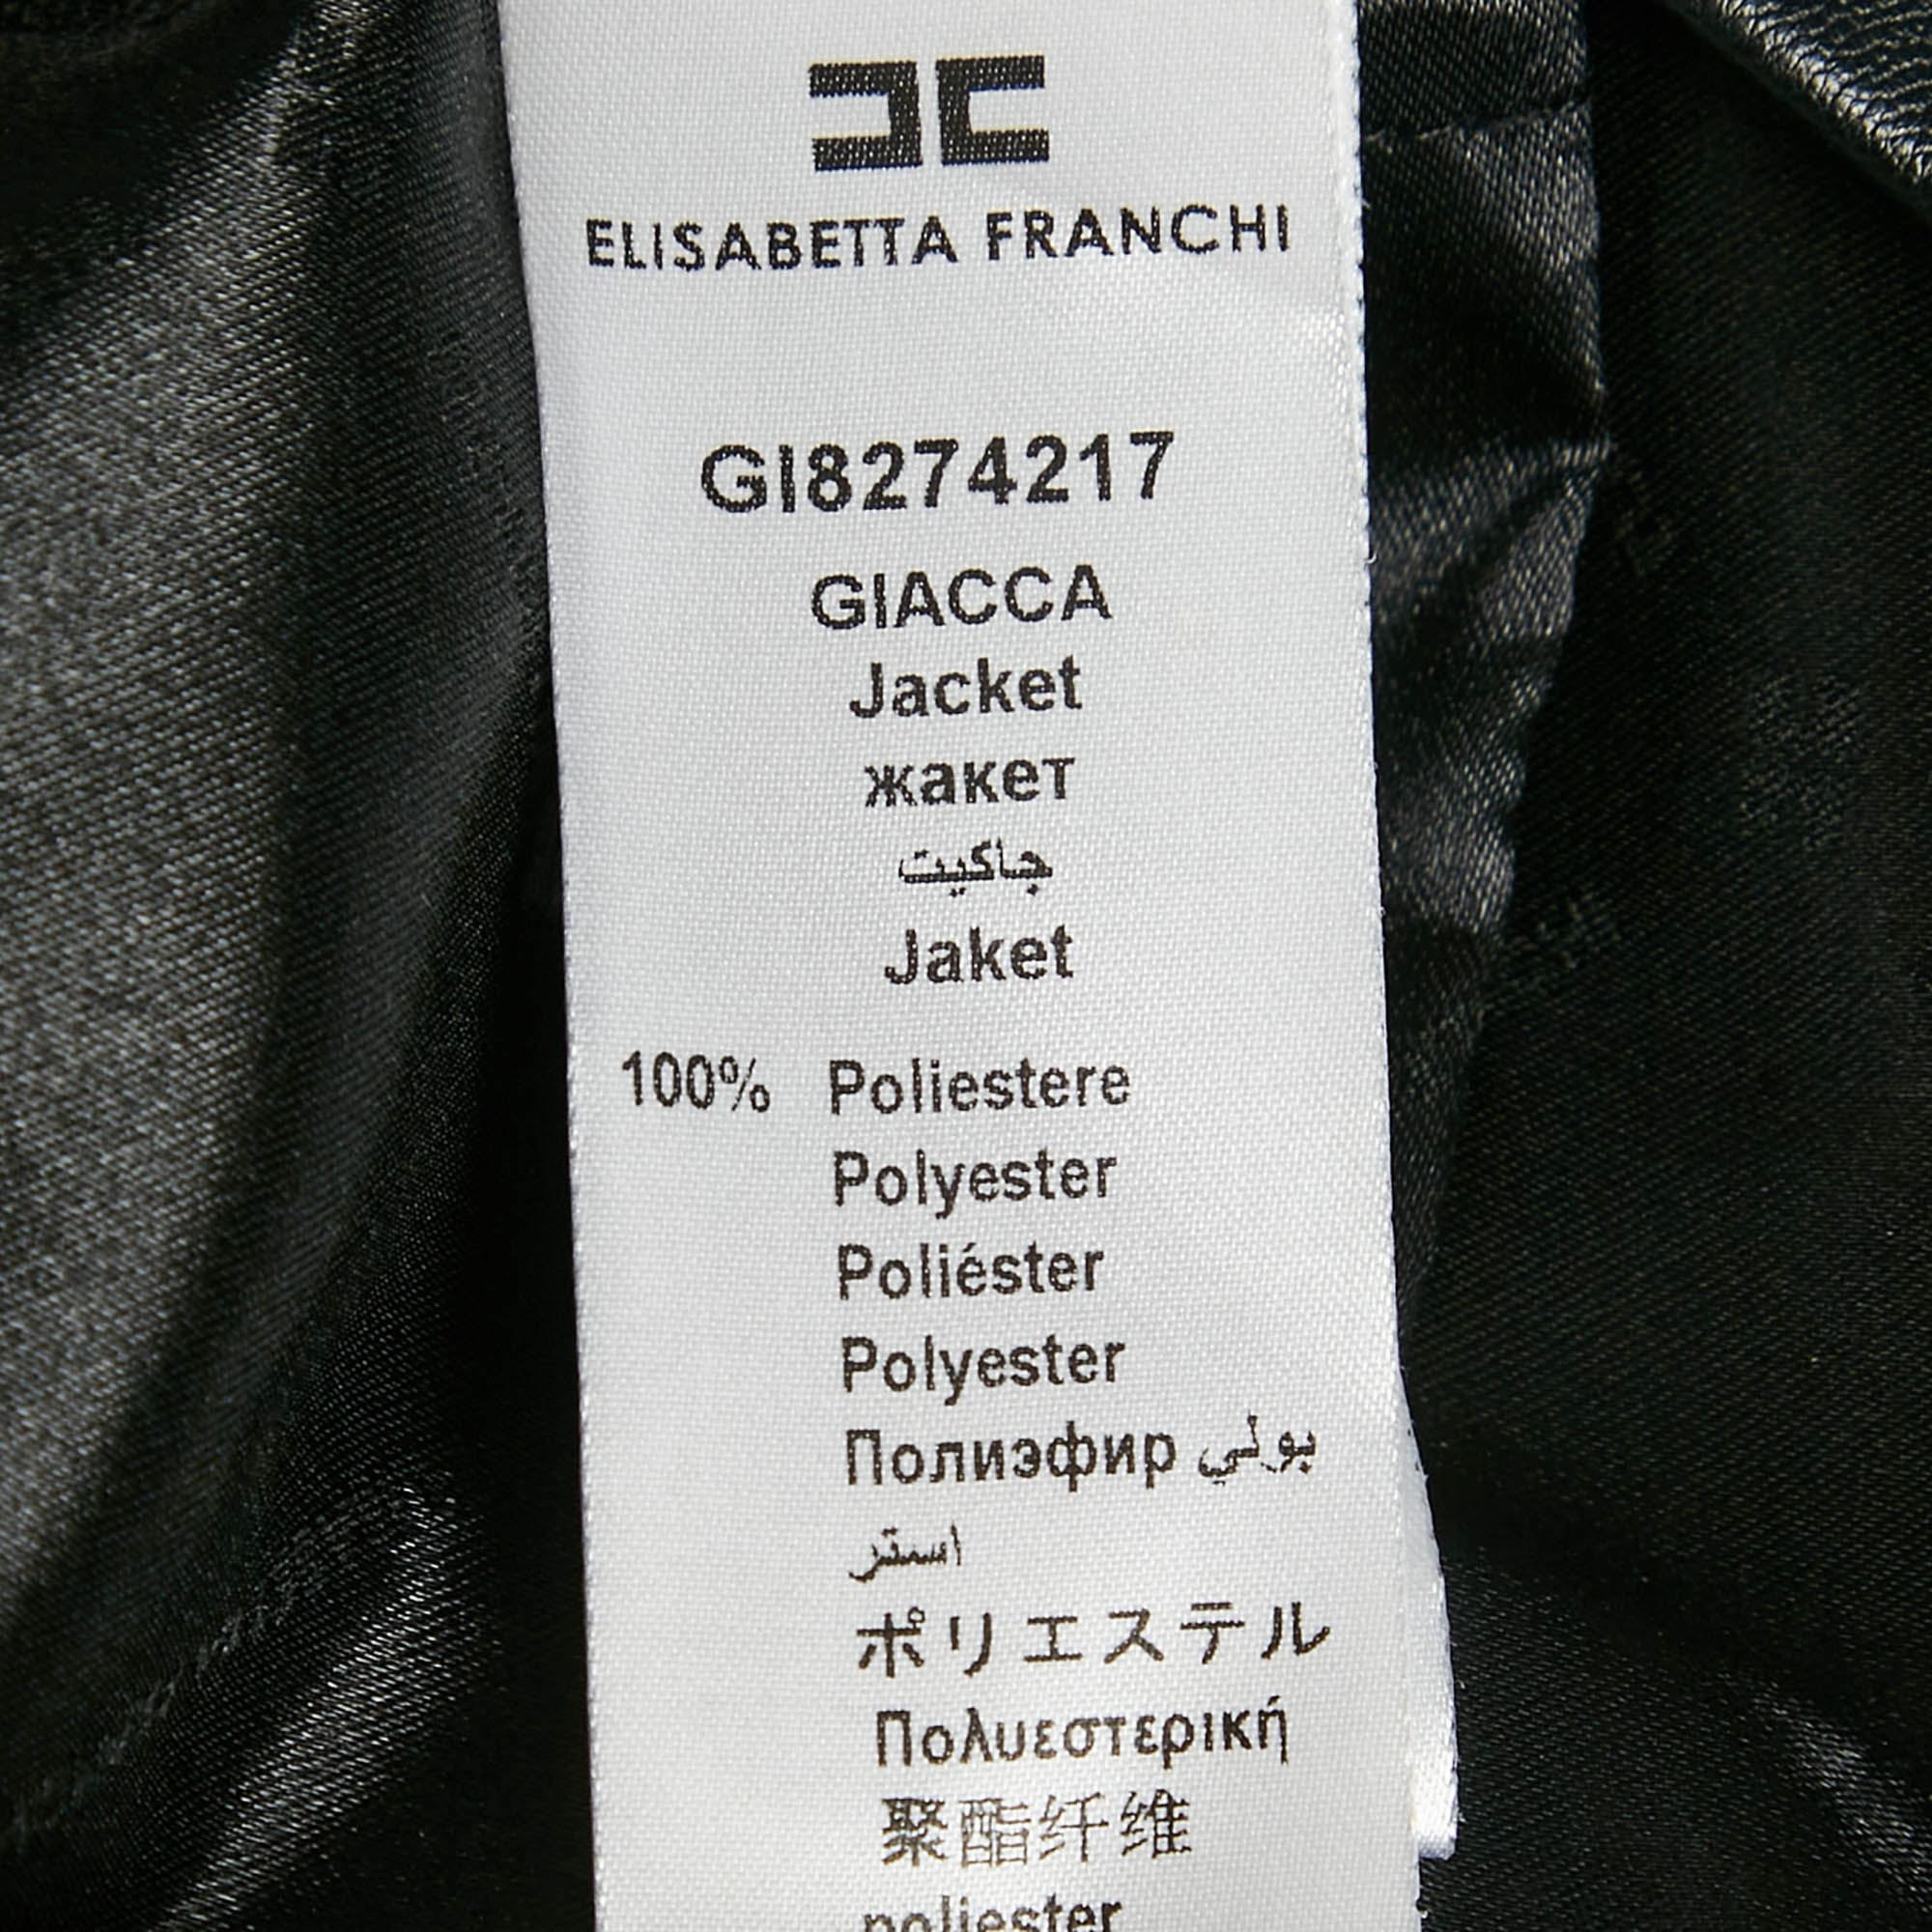 ELISABETTA FRANCHI
GI8274217
GIACCA
Jacket
жакет
جاكيت
Jaket
100% Poliestere
Polyester
Poliéster
Polyester
Полиэфир بولي
استر
ポリエステル
Πολυεστερική
聚酯纤维
poliester